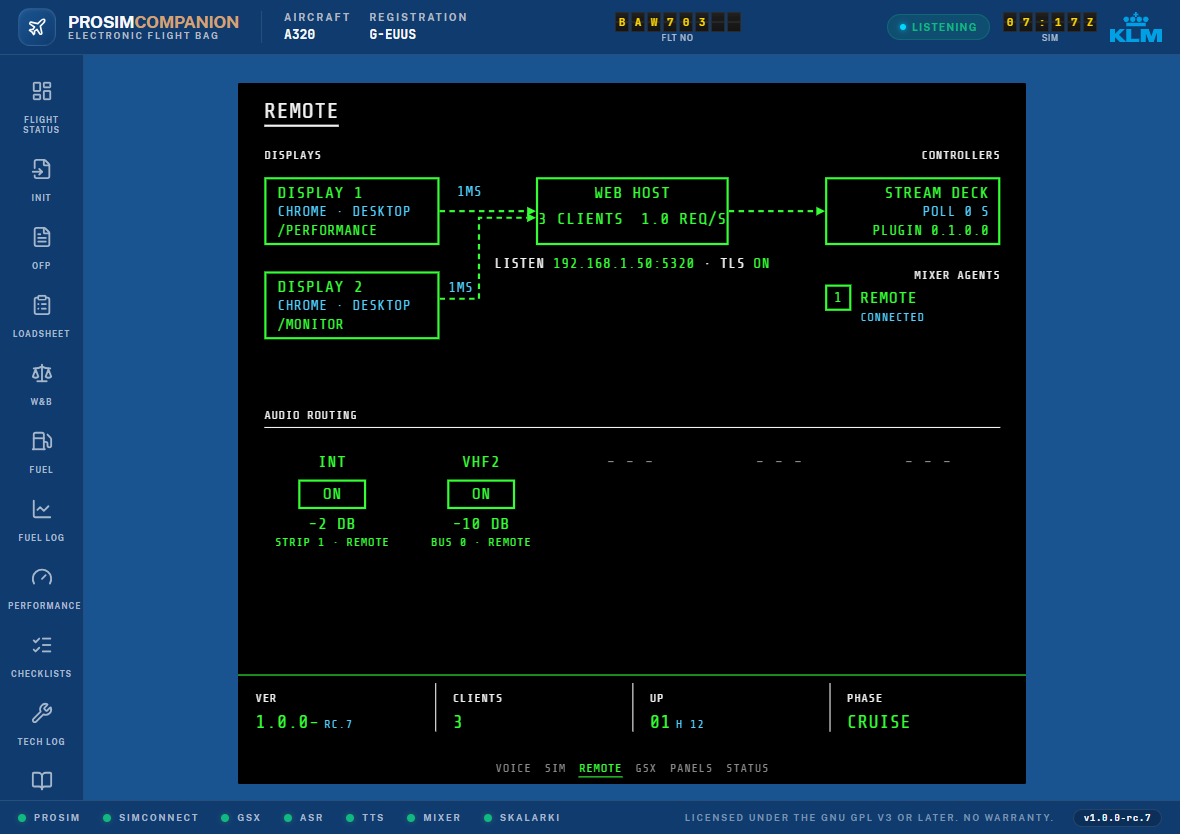 PROSIMCOMPANION
ELECTRONIC FLIGHT BAG
AIRCRAFT
A320
REGISTRATION
G-EUUS
BAW703
FLT NO
LISTENING
07:17Z
SIM
KLM
FLIGHT
STATUS
INIT
OFP
LOADSHEET
W&B
FUEL
FUEL LOG
PERFORMANCE
CHECKLISTS
TECH LOG
REMOTE
DISPLAYS
CONTROLLERS
DISPLAY 1
CHROME · DESKTOP
/PERFORMANCE
1MS
WEB HOST
3 CLIENTS 1.0 REQ/S
STREAM DECK
POLL 0 S
PLUGIN 0.1.0.0
LISTEN 192.168.1.50:5320 · TLS ON
DISPLAY 2
CHROME · DESKTOP
/MONITOR
1MS
MIXER AGENTS
1 REMOTE
CONNECTED
AUDIO ROUTING
INT
ON
-2 DB
STRIP 1 · REMOTE
VHF2
ON
-10 DB
BUS 0 · REMOTE
- - -
- - -
- - -
VER
1.0.0- RC.7
CLIENTS
3
UP
01 H 12
PHASE
CRUISE
VOICE SIM REMOTE GSX PANELS STATUS
PROSIM SIMCONNECT GSX ASR TTS MIXER SKALARKI
LICENSED UNDER THE GNU GPL V3 OR LATER. NO WARRANTY.
v1.0.0-rc.7